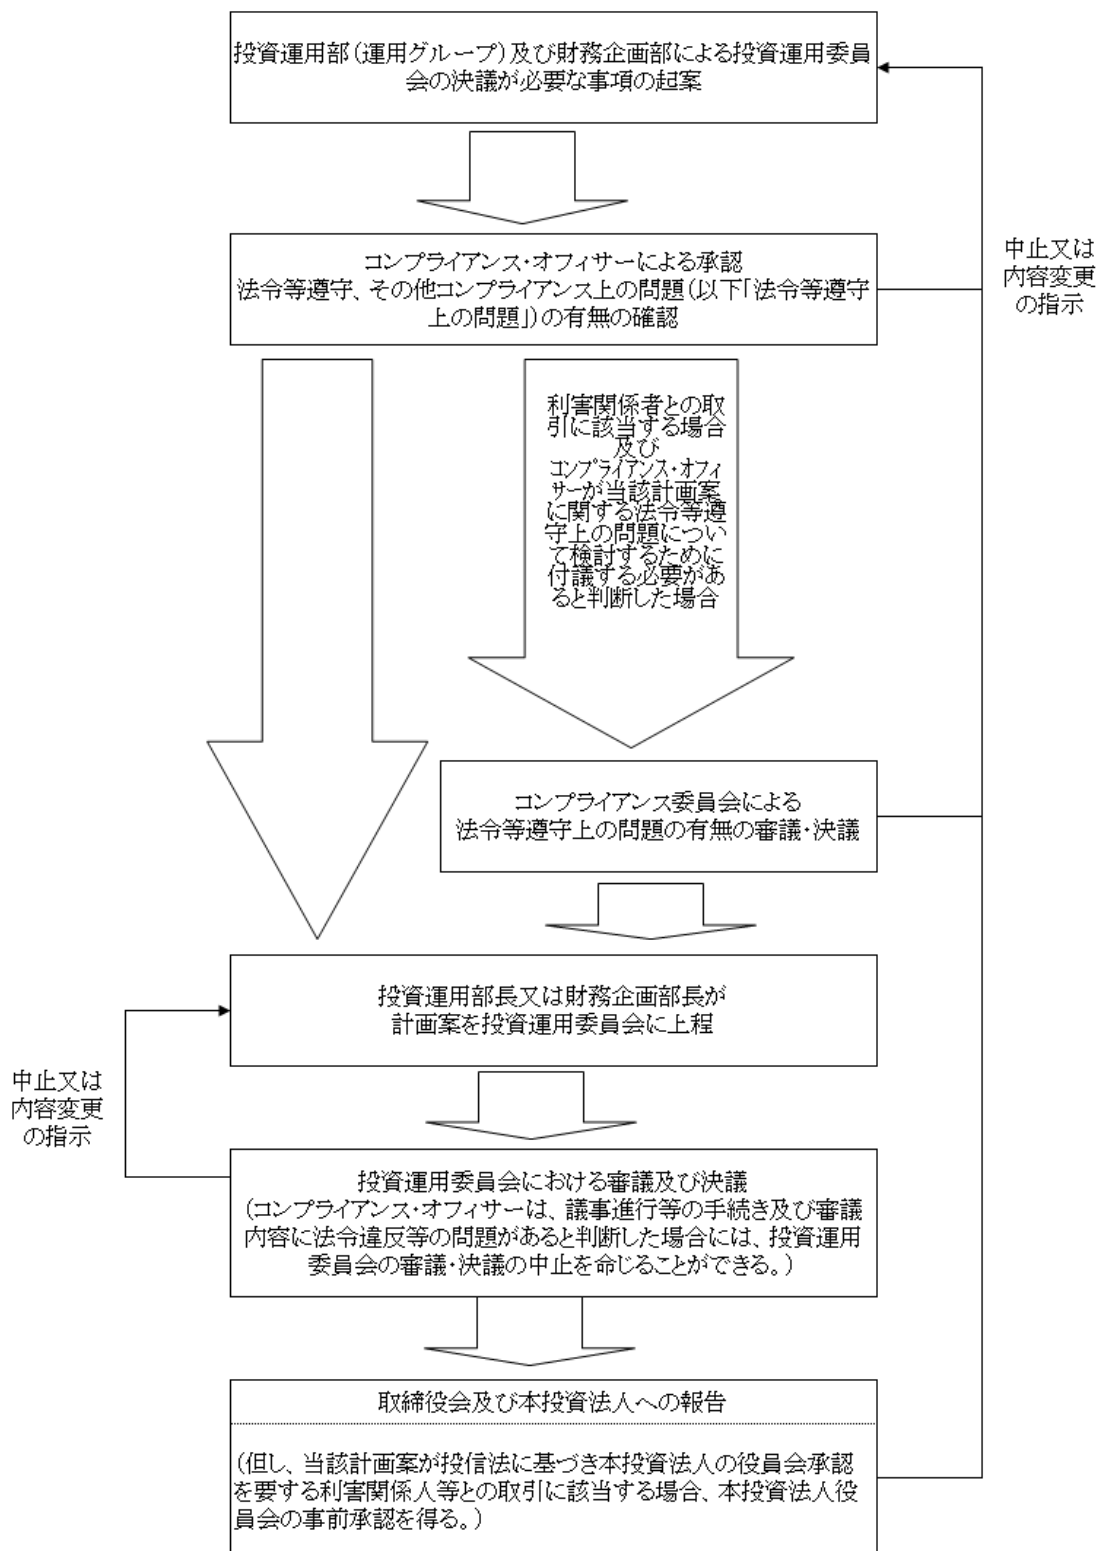 投資運用部(運用グループ)及び財務企画部による投資運用委員
会の決議が必要な事項の起案
中止又は
内容変更
の指示
コンプライアンス・オフィサーによる承認
法令等遵守、その他コンプライアンス上の問題(以下「法令等遵守
上の問題」)の有無の確認
利害関係者との取
引に該当する場合
及び
コンプライアンス・オフィ
サーが当該計画案
に関する法令等遵
守上の問題につい
て検討するために
付議する必要があ
ると判断した場合
コンプライアンス委員会による
法令等遵守上の問題の有無の審議・決議
投資運用部長又は財務企画部長が
計画案を投資運用委員会に上程
中止又は
内容変更
の指示
投資運用委員会における審議及び決議
(コンプライアンス・オフィサーは、議事進行等の手続き及び審議
内容に法令違反等の問題があると判断した場合には、投資運用
委員会の審議・決議の中止を命じることができる。)
取締役会及び本投資法人への報告
(但し、当該計画案が投信法に基づき本投資法人の役員会承認
を要する利害関係人等との取引に該当する場合、本投資法人役
員会の事前承認を得る。)